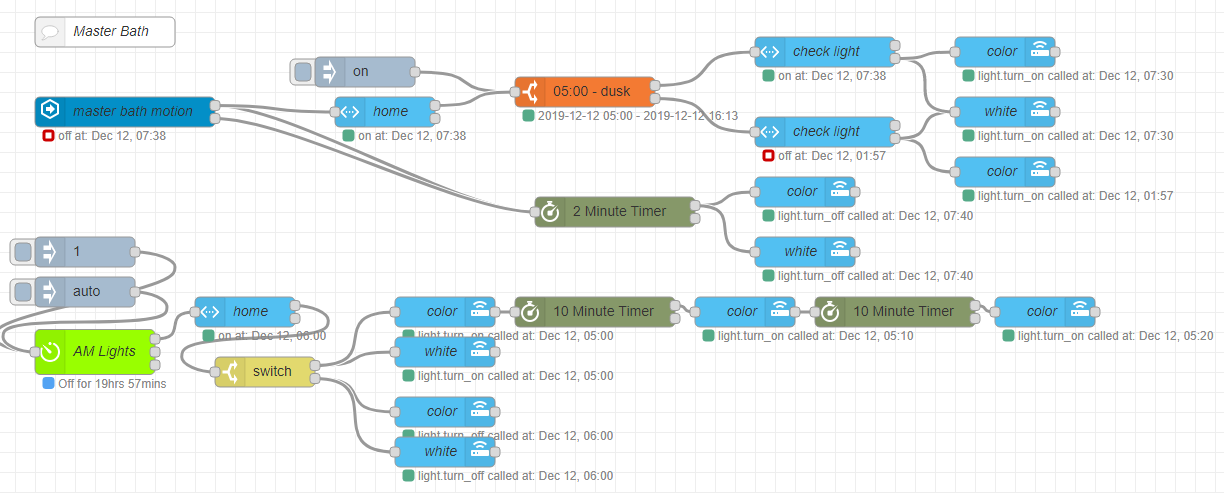 Master Bath
on
check light
color
on at: Dec 12, 07:38
light.turn_on called at: Dec 12, 07:30
master bath motion
home
05:00 - dusk
white
off at: Dec 12, 07:38
on at: Dec 12, 07:38
2019-12-12 05:00 - 2019-12-12 16:13
light.turn_on called at: Dec 12, 07:30
check light
off at: Dec 12, 01:57
color
light.turn_on called at: Dec 12, 01:57
2 Minute Timer
color
light.turn_off called at: Dec 12, 07:40
white
light.turn_off called at: Dec 12, 07:40
1
auto
home
on at: Dec 12, 06:00
color
light.turn_on called at: Dec 12, 05:00
10 Minute Timer
color
light.turn_on called at: Dec 12, 05:10
10 Minute Timer
color
light.turn_on called at: Dec 12, 05:20
AM Lights
Off for 19hrs 57mins
switch
white
light.turn_on called at: Dec 12, 05:00
color
light.turn_off called at: Dec 12, 06:00
white
light.turn_off called at: Dec 12, 06:00